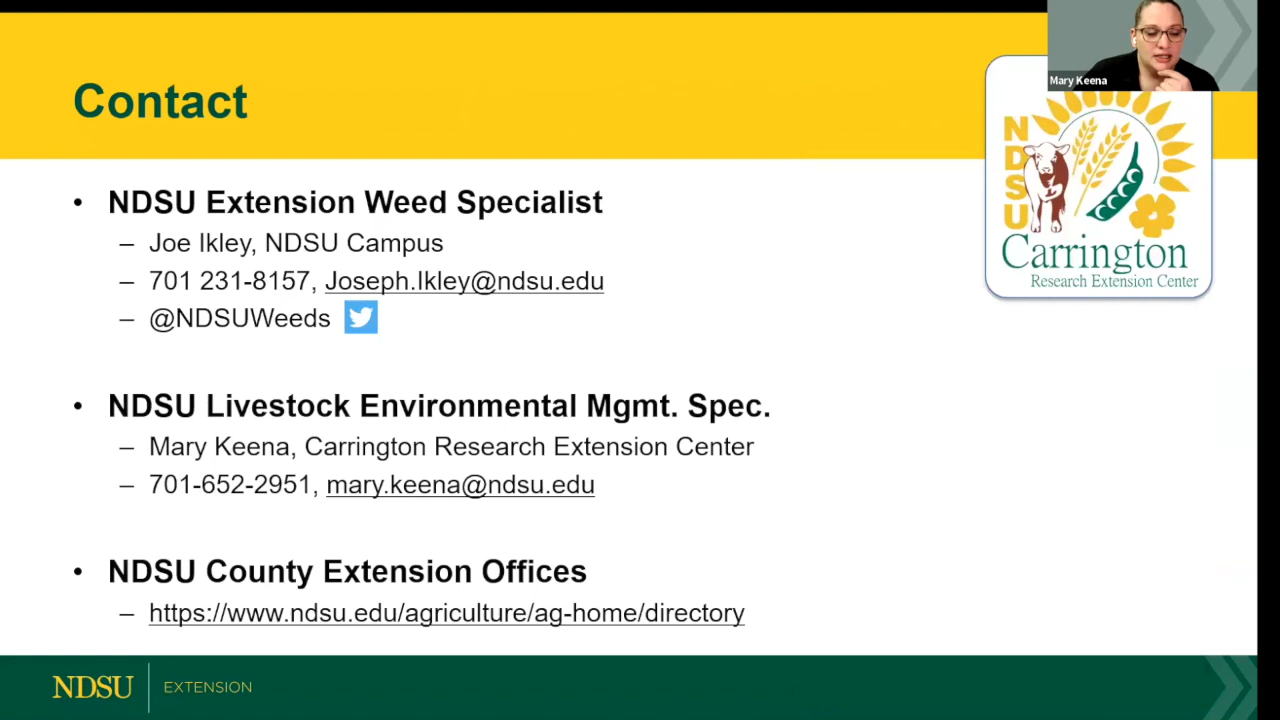 Contact
Mary Keena
NDSU
Carrington
Research Extension Center
• NDSU Extension Weed Specialist
– Joe Ikley, NDSU Campus
– 701 231-8157, Joseph.Ikley@ndsu.edu
– @NDSUWeeds
• NDSU Livestock Environmental Mgmt. Spec.
– Mary Keena, Carrington Research Extension Center
– 701-652-2951, mary.keena@ndsu.edu
• NDSU County Extension Offices
– https://www.ndsu.edu/agriculture/ag-home/directory
NDSU EXTENSION